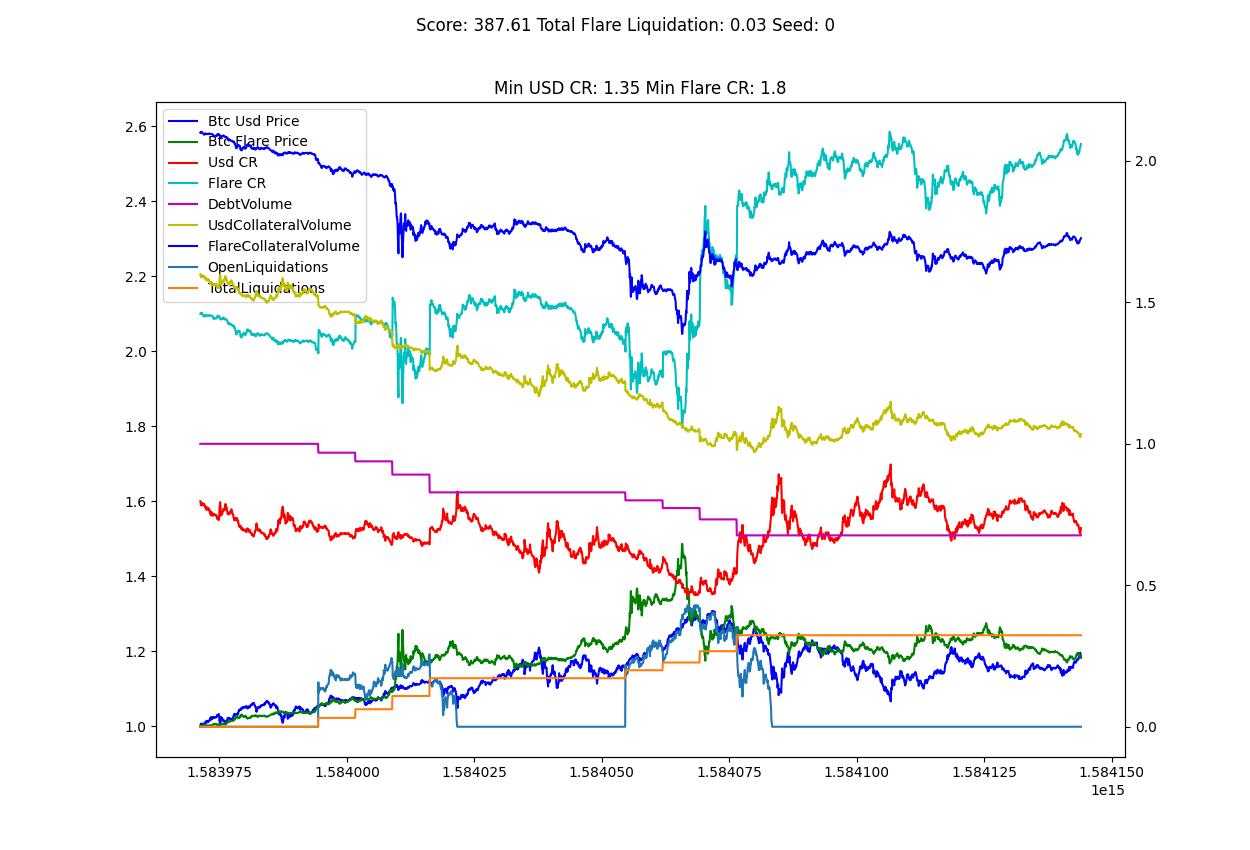 Score: 387.61 Total Flare Liquidation: 0.03 Seed: 0
Min USD CR: 1.35 Min Flare CR: 1.8
Btc Usd Price
Btc Flare Price
Usd CR
Flare CR
DebtVolume
UsdCollateralVolume
FlareCollateralVolume
OpenLiquidations
TotalLiquidations
2.6
2.4
2.2
2.0
1.8
1.6
1.4
1.2
1.0
2.0
1.5
1.0
0.5
0.0
1.583975
1.584000
1.584025
1.584050
1.584075
1.584100
1.584125
1.584150
1e15